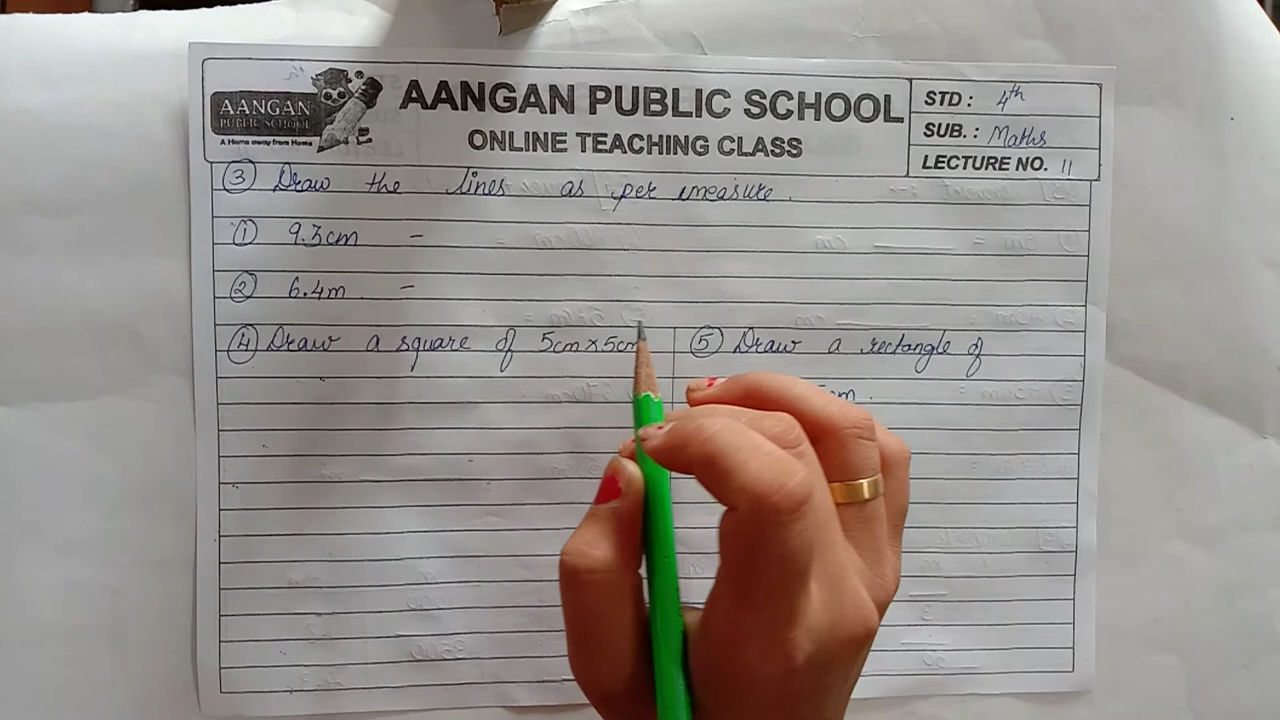 AANGAN
PUBLIC SCHOOL
A Home away from Home
AANGAN PUBLIC SCHOOL
ONLINE TEACHING CLASS
STD : 4th
SUB. : Maths
LECTURE NO. 11
③ Draw the lines as per measure.
① 9.3cm -
② 6.4m -
④ Draw a square of 5cm×5cm
⑤ Draw a rectangle of
cm.